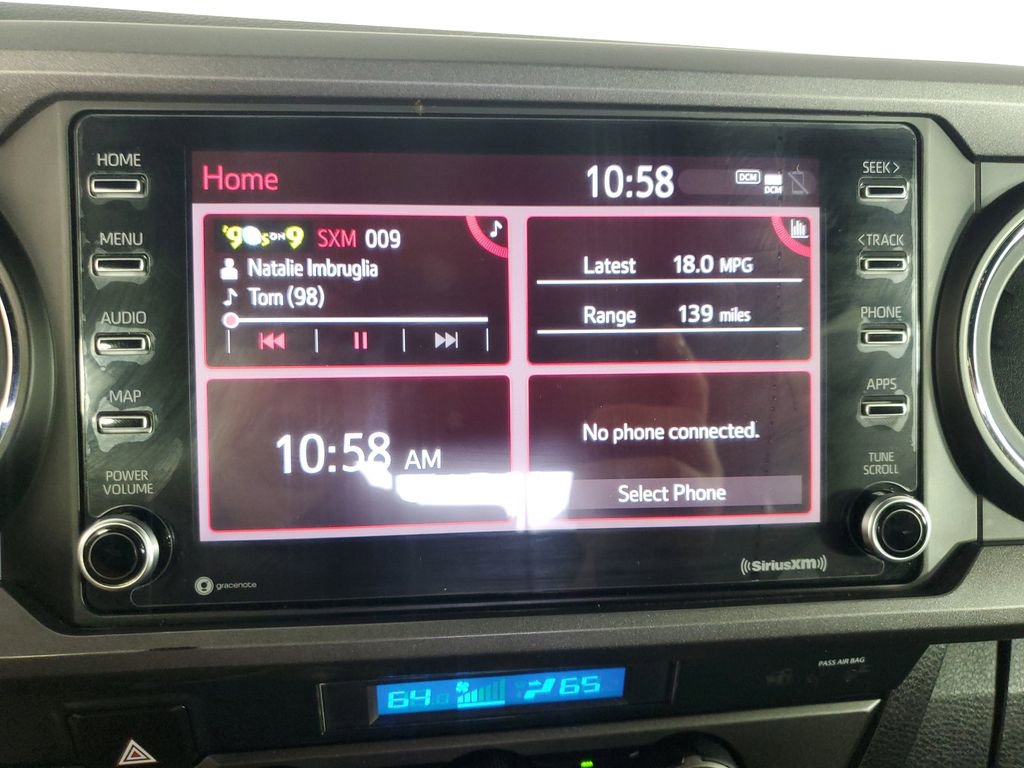 HOME
MENU
AUDIO
MAP
POWER
VOLUME
Home
10:58
DCM
DCM
'90s ON 9 SXM 009
Natalie Imbruglia
Torn (98)
Latest 18.0 MPG
Range 139 miles
10:58 AM
No phone connected.
Select Phone
SEEK>
<TRACK
PHONE
APPS
TUNE
SCROLL
gracenote
((SiriusXM))
PASS AIR BAG
64 65